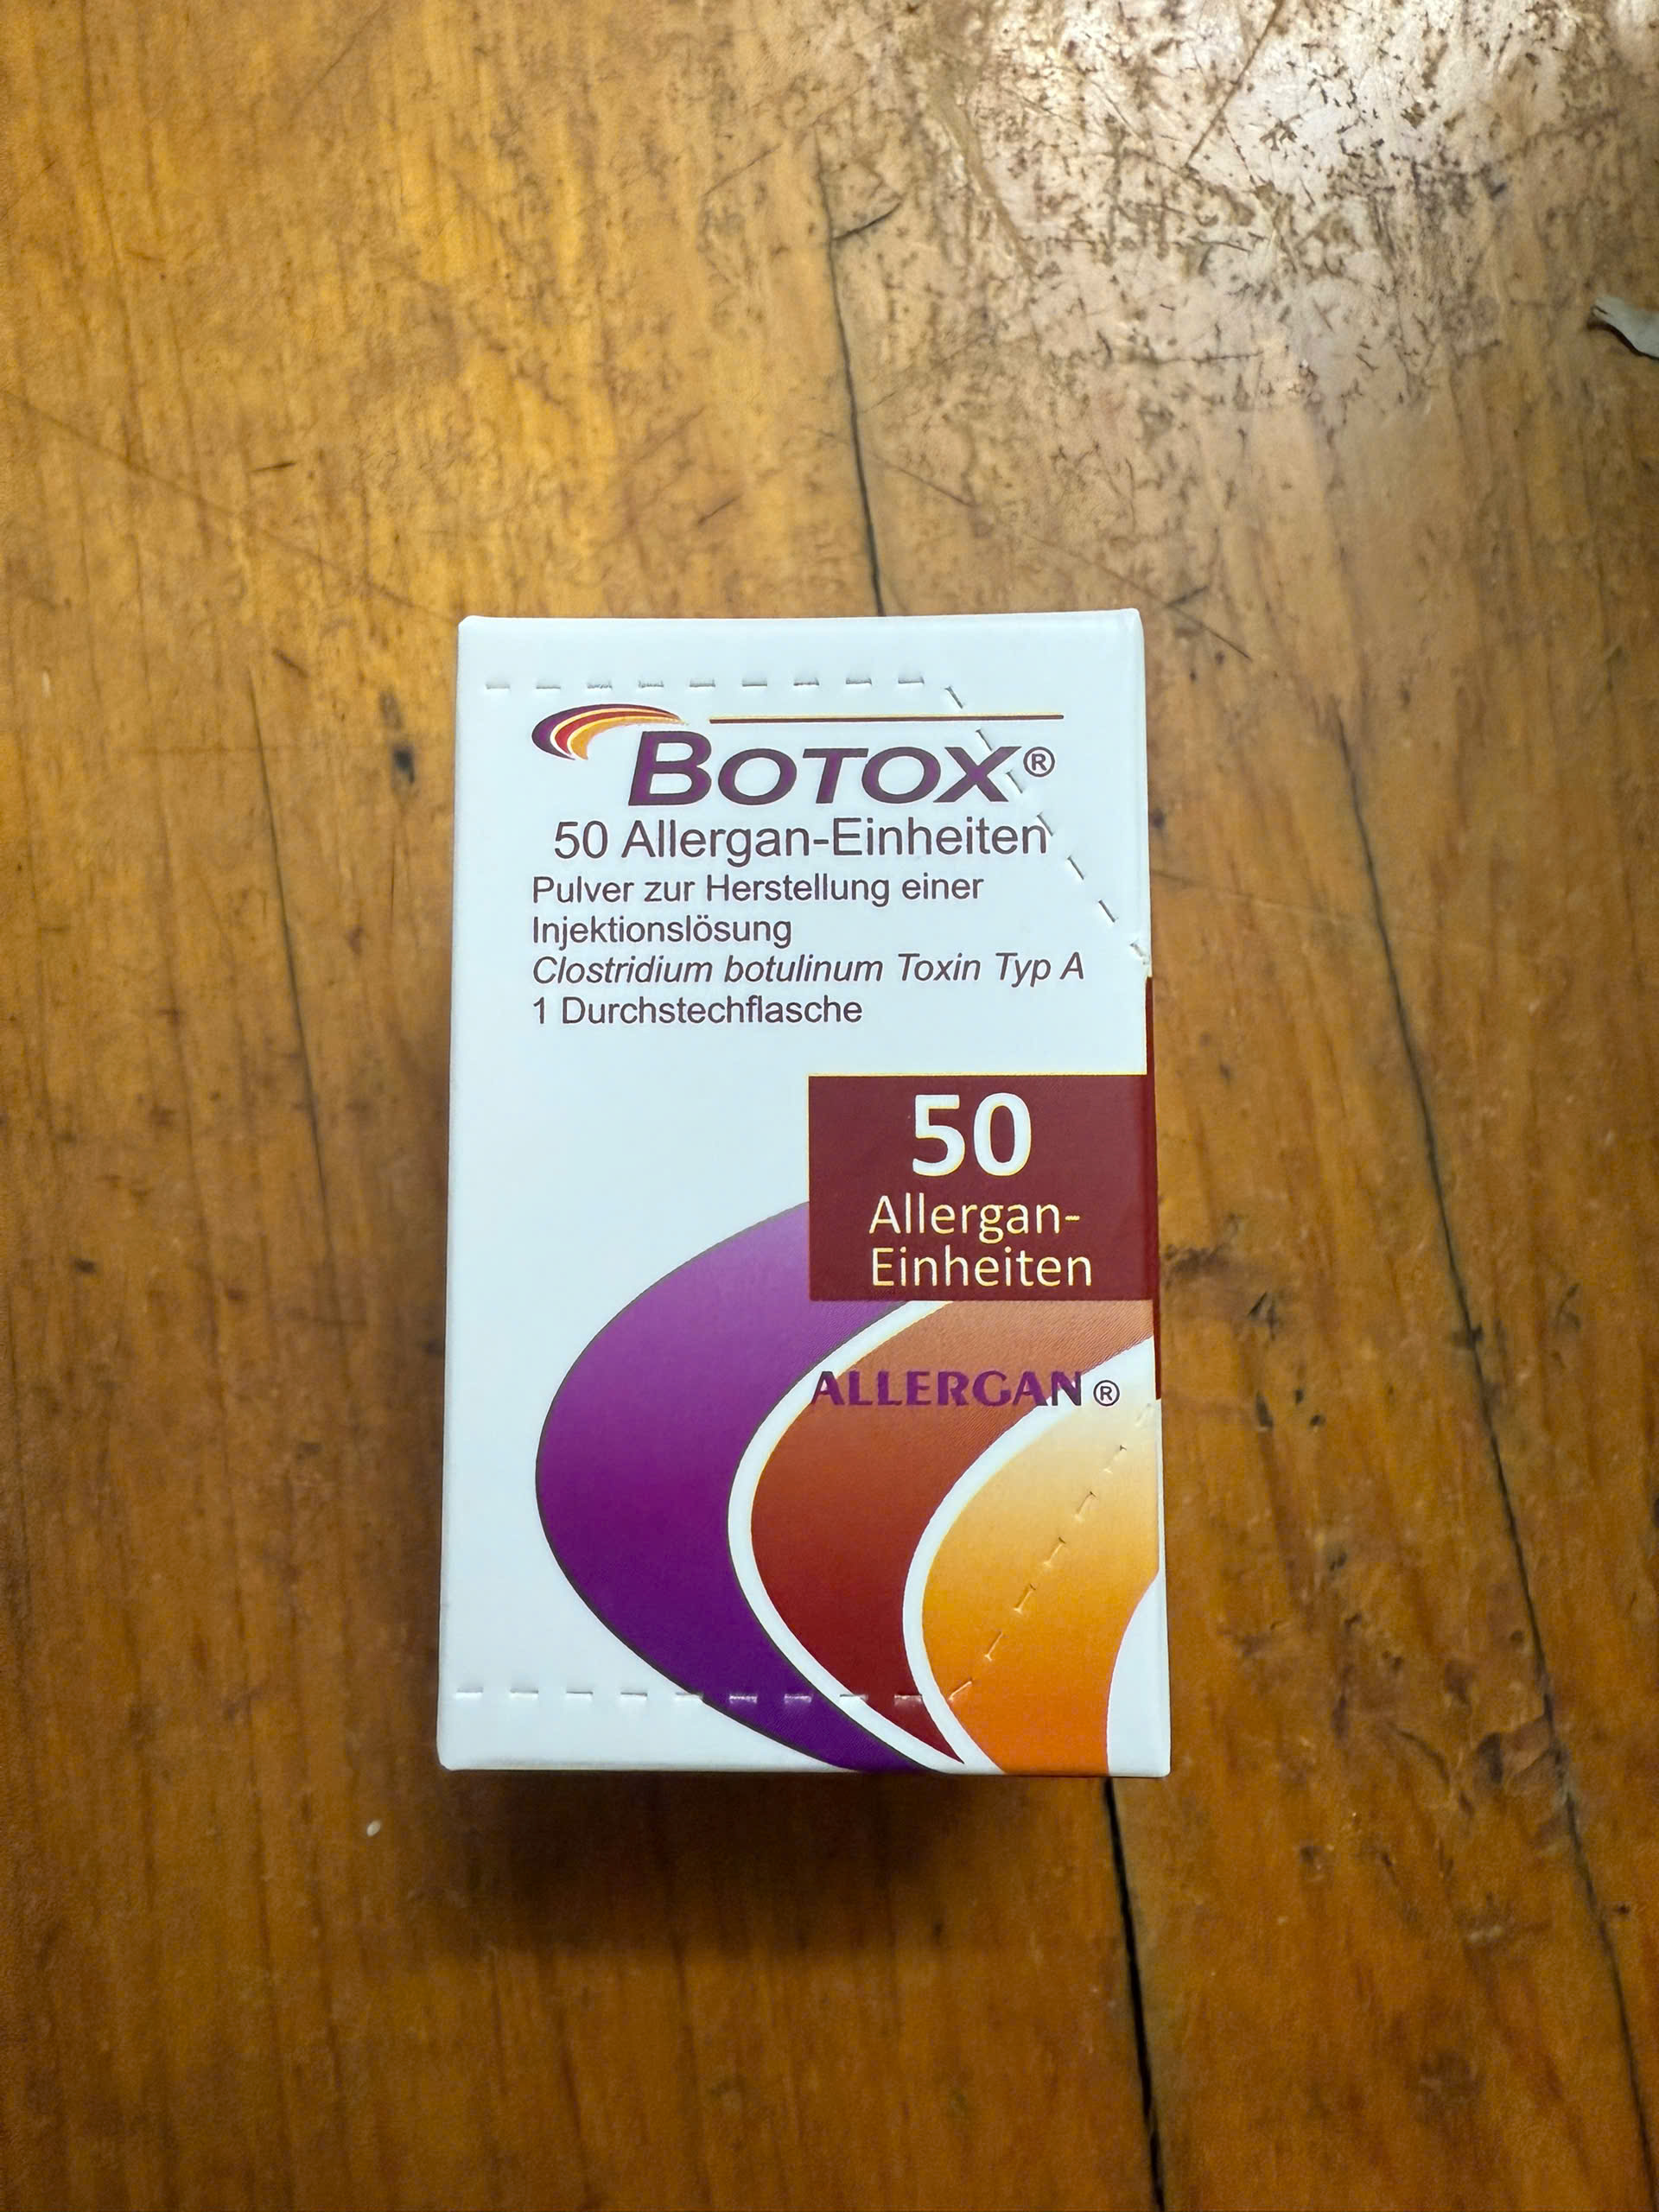 BOTOX®
50 Allergan-Einheiten
Pulver zur Herstellung einer
Injektionslösung
Clostridium botulinum Toxin Typ A
1 Durchstechflasche
50
Allergan-
Einheiten
ALLERGAN®